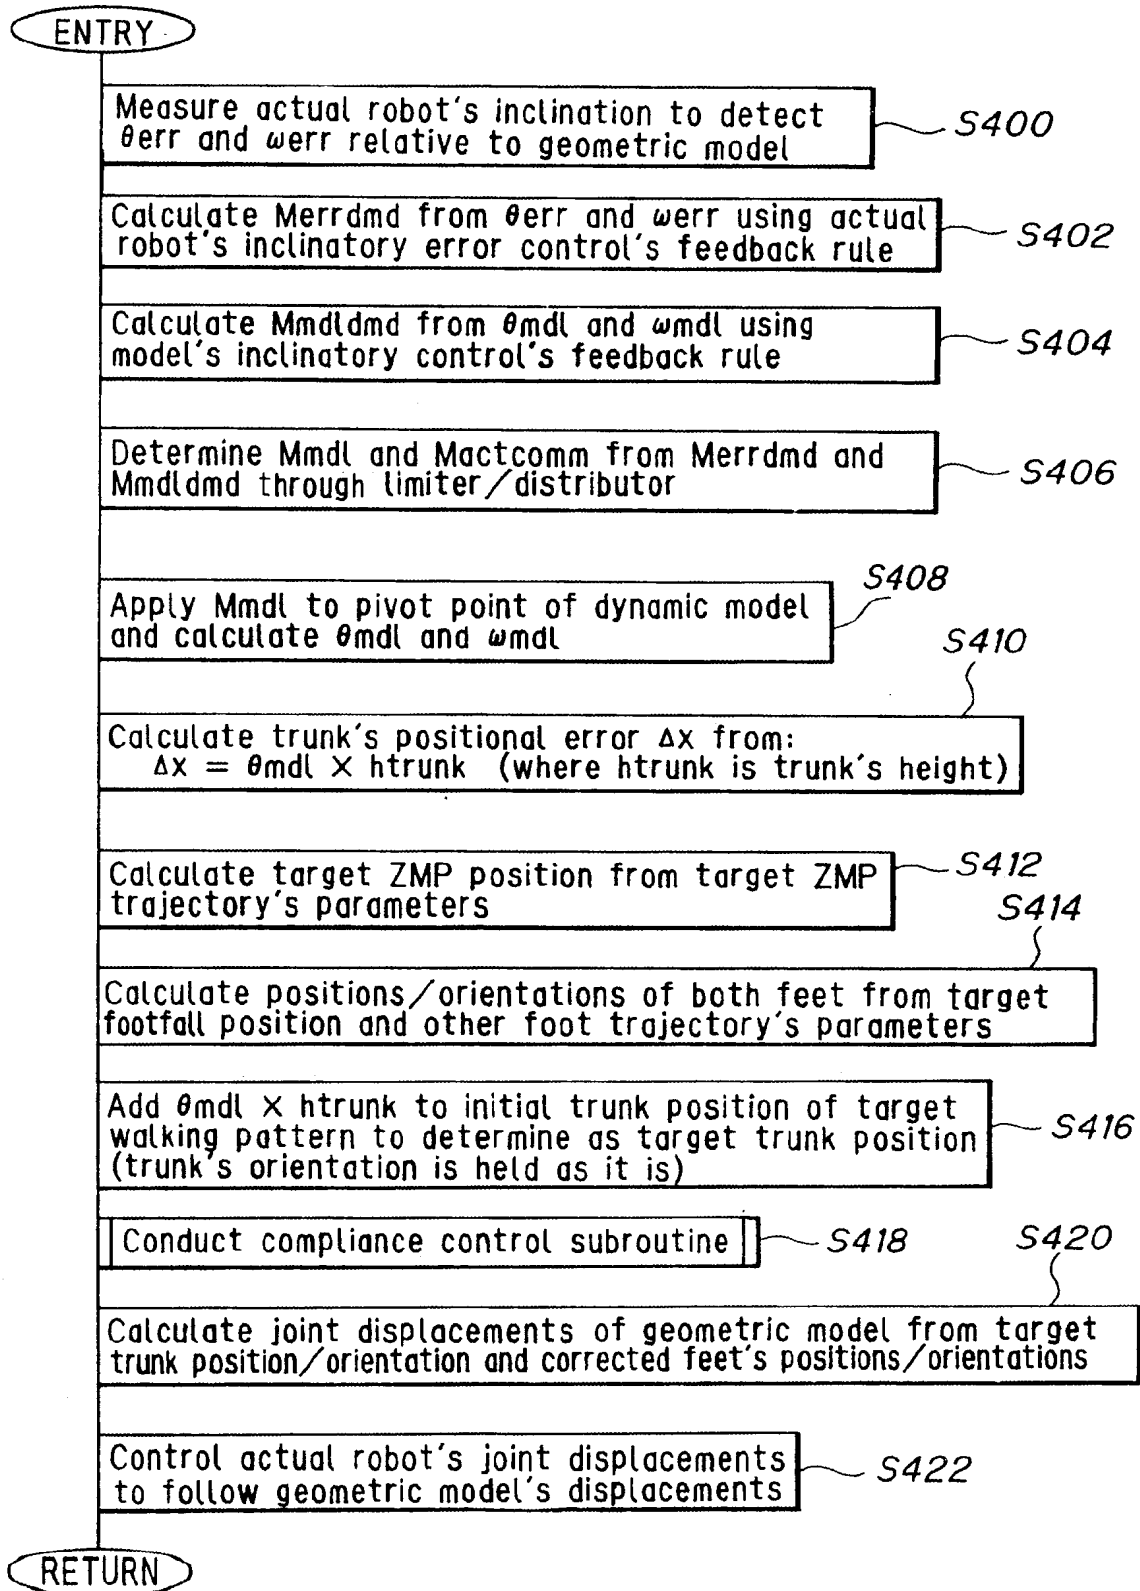 ENTRY
Measure actual robot's inclination to detect
θerr and ωerr relative to geometric model
S400
Calculate Merrdmd from θerr and ωerr using actual
robot's inclinatory error control's feedback rule
S402
Calculate Mmdldmd from θmdl and ωmdl using
model's inclinatory control's feedback rule
S404
Determine Mmdl and Mactcomm from Merrdmd and
Mmdldmd through limiter/distributor
S406
Apply Mmdl to pivot point of dynamic model
and calculate θmdl and ωmdl
S408
Calculate trunk's positional error Δx from:
Δx = θmdl X htrunk (where htrunk is trunk's height)
S410
Calculate target ZMP position from target ZMP
trajectory's parameters
S412
Calculate positions/orientations of both feet from target
footfall position and other foot trajectory's parameters
S414
Add θmdl X htrunk to initial trunk position of target
walking pattern to determine as target trunk position
(trunk's orientation is held as it is)
S416
Conduct compliance control subroutine
S418
Calculate joint displacements of geometric model from target
trunk position/orientation and corrected feet's positions/orientations
S420
Control actual robot's joint displacements
to follow geometric model's displacements
S422
RETURN